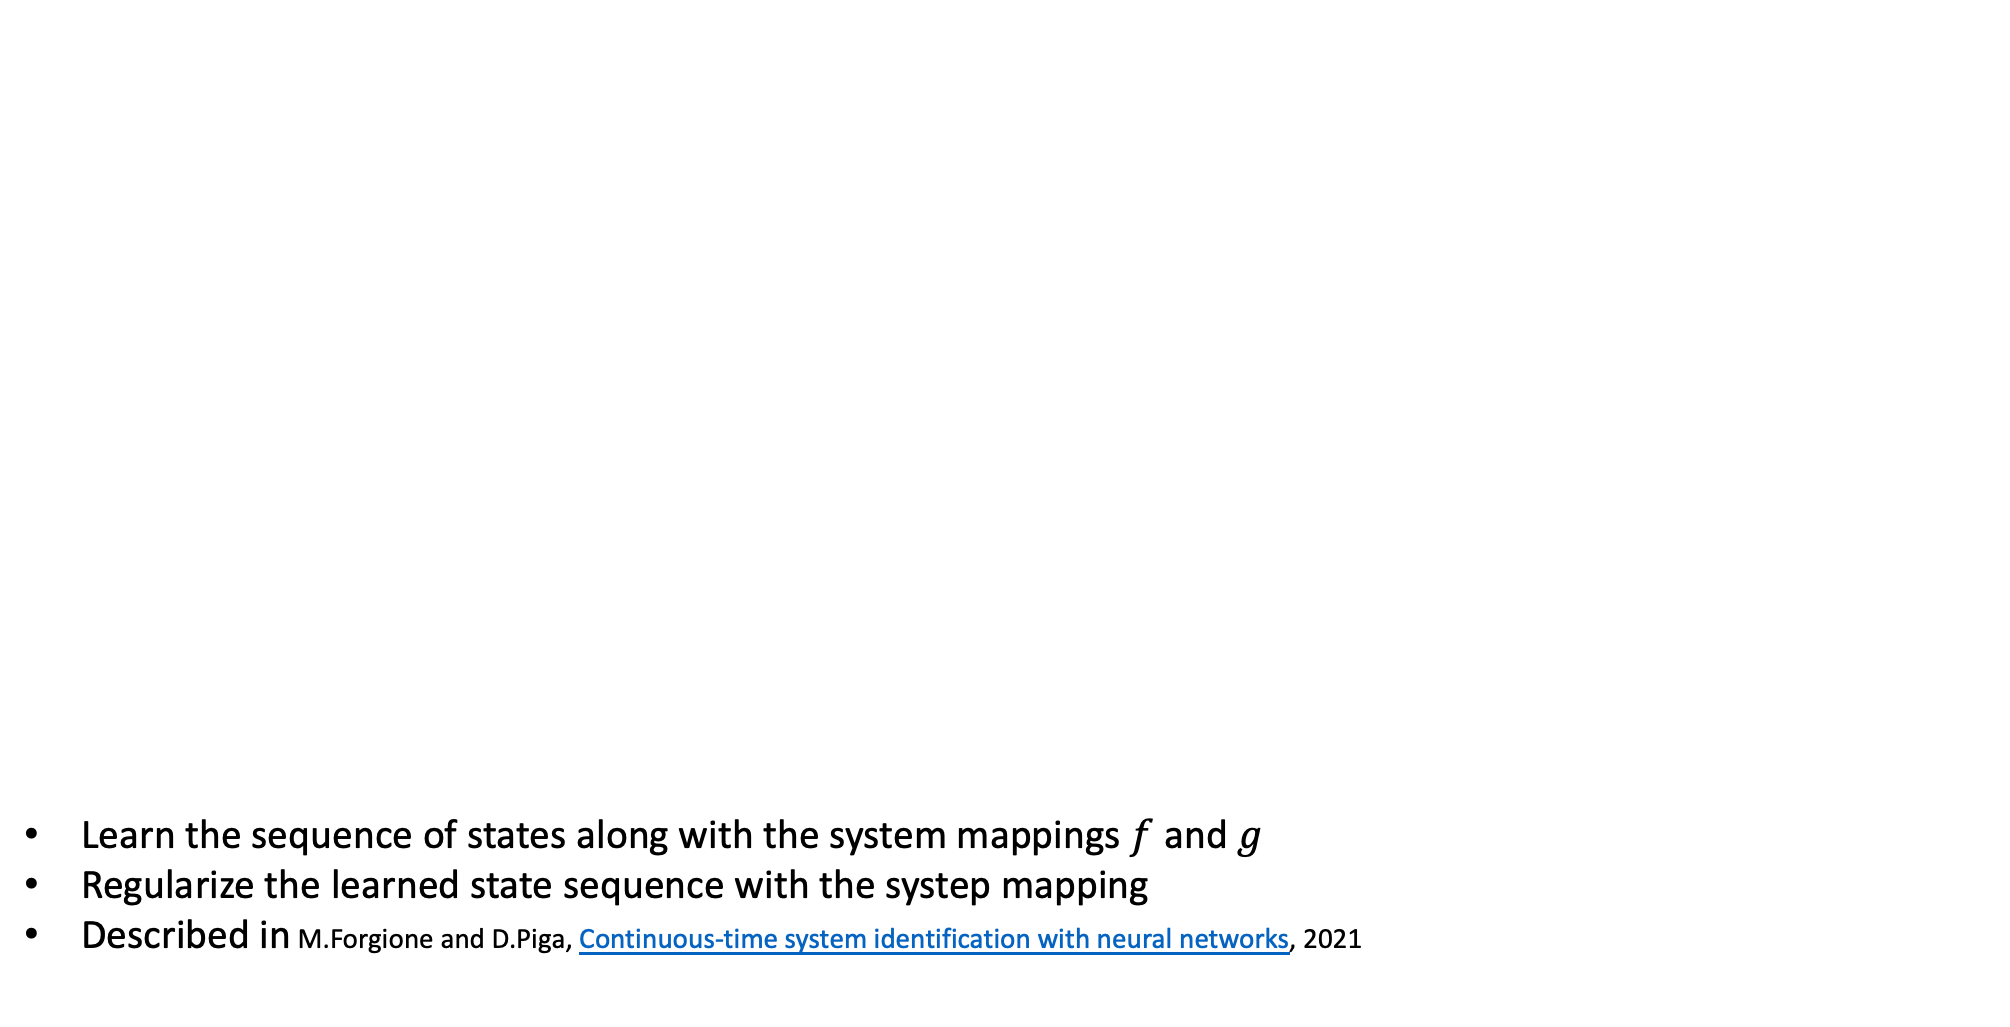 • Learn the sequence of states along with the system mappings f and g
• Regularize the learned state sequence with the systep mapping
• Described in M.Forgione and D.Piga, Continuous-time system identification with neural networks, 2021